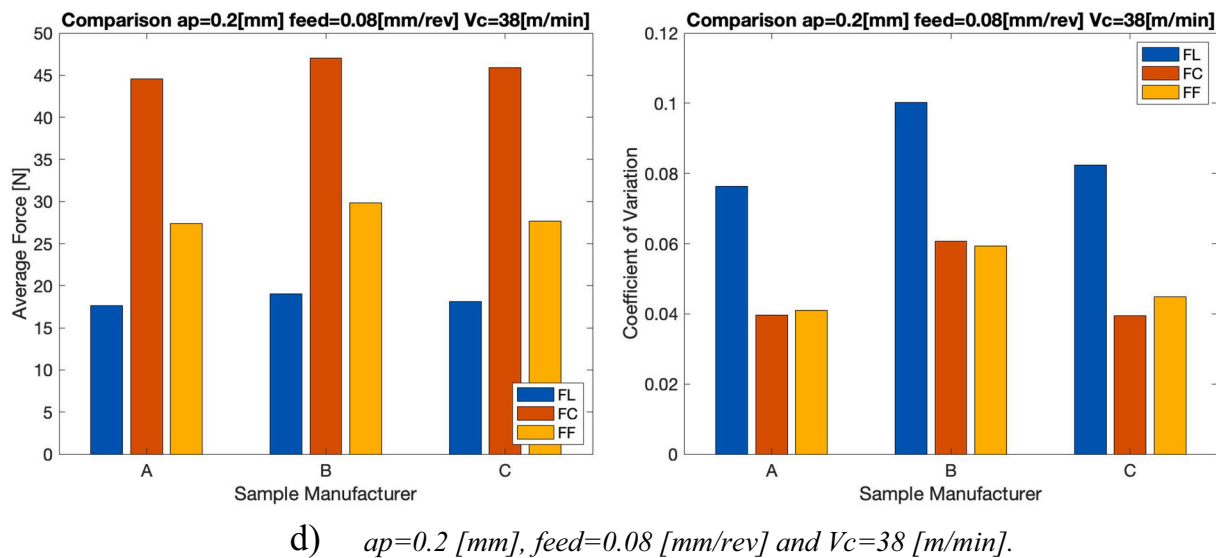 Comparison ap=0.2[mm] feed=0.08[mm/rev] Vc=38[m/min]
50
45
40
35
30
25
20
15
10
5
0
Average Force [N]
A
B
C
Sample Manufacturer
FL
FC
FF
Comparison ap=0.2[mm] feed=0.08[mm/rev] Vc=38[m/min]
0.12
0.1
0.08
0.06
0.04
0.02
0
Coefficient of Variation
A
B
C
Sample Manufacturer
FL
FC
FF
d) ap=0.2 [mm], feed=0.08 [mm/rev] and Vc=38 [m/min].